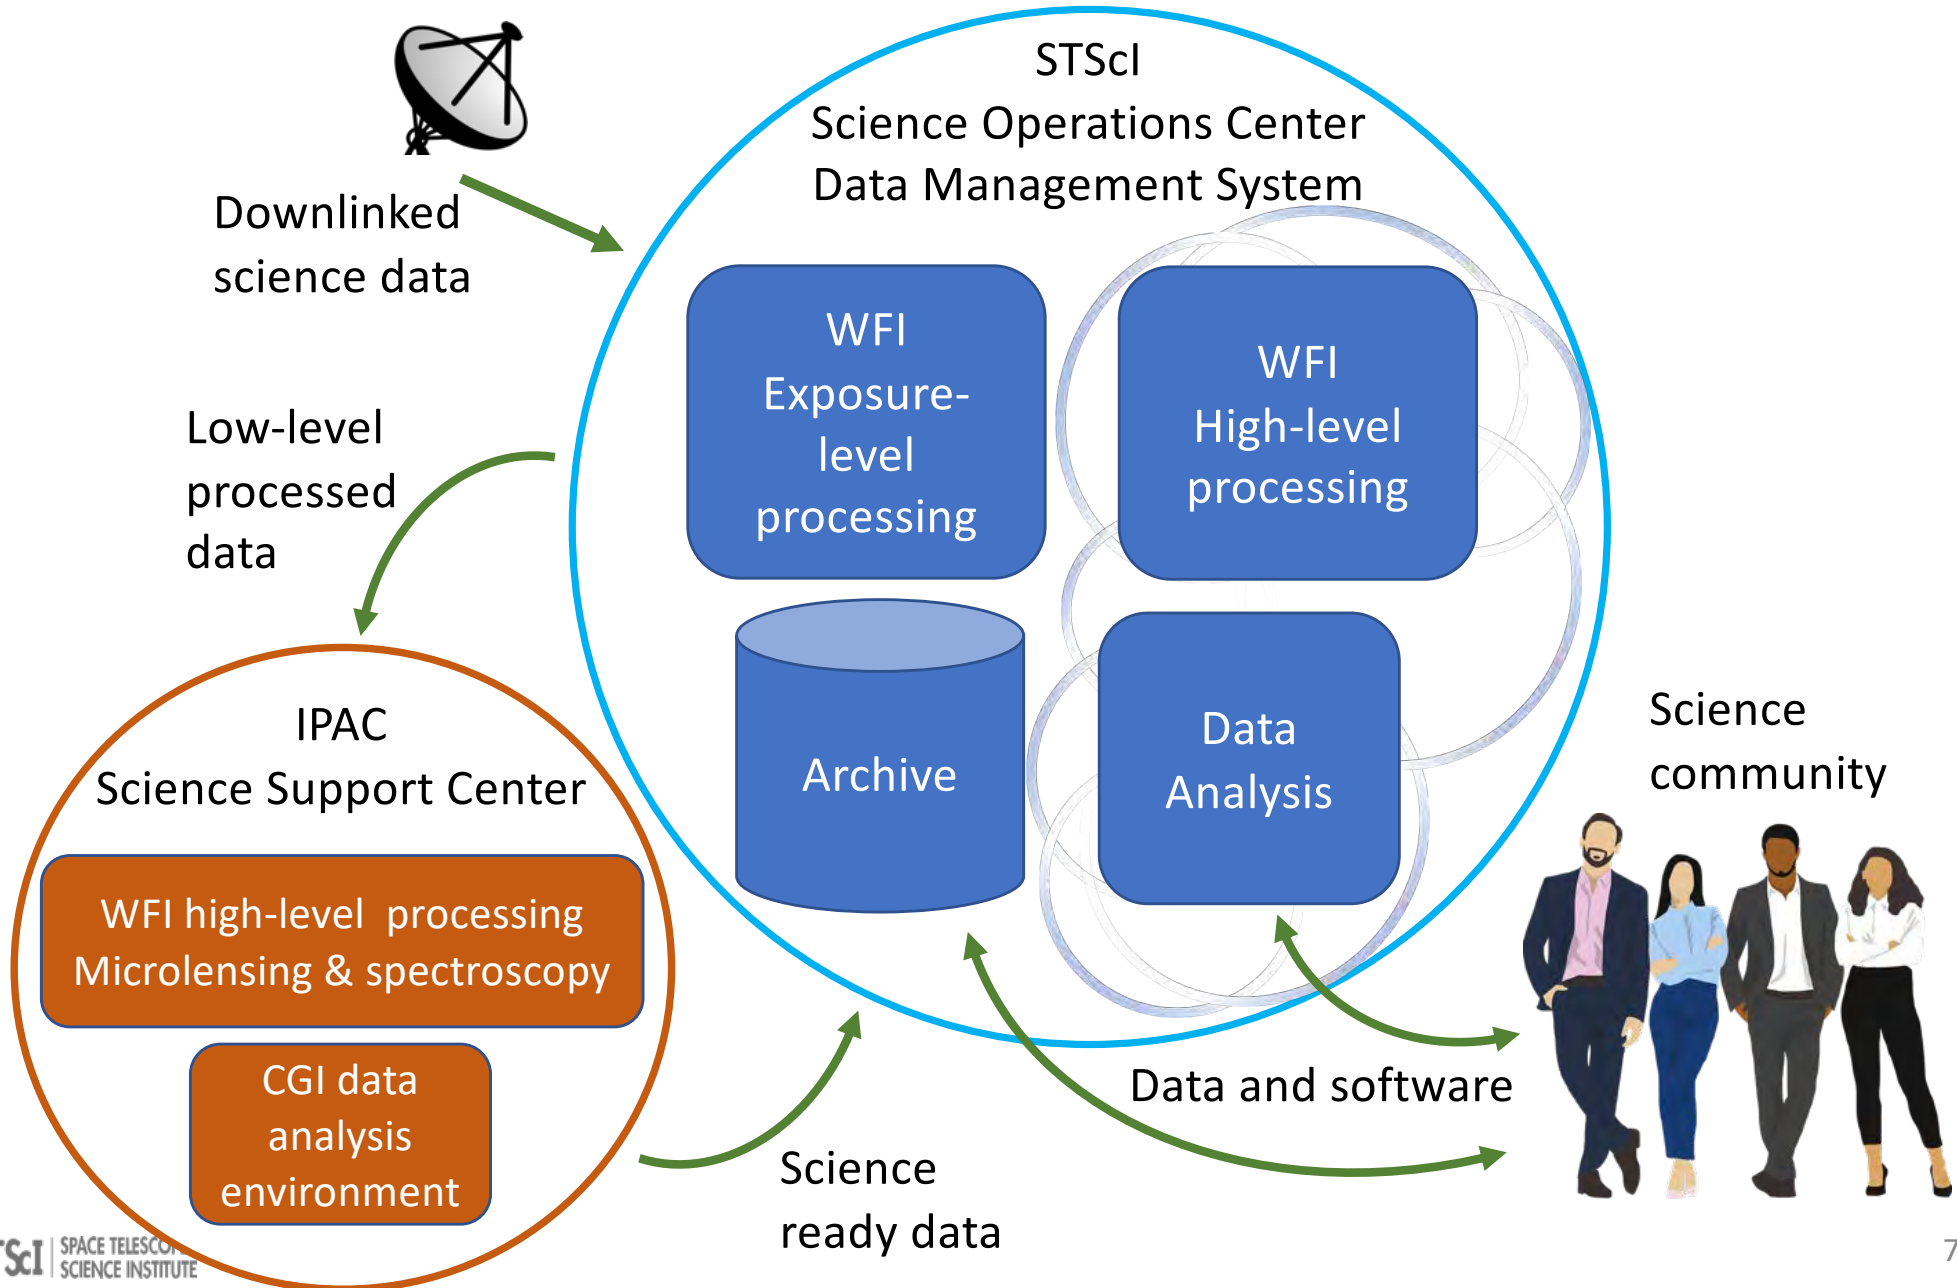 STScI
Science Operations Center
Data Management System
Downlinked
science data
WFI
Exposure-
level
processing
WFI
High-level
processing
Low-level
processed
data
Archive
Data
Analysis
Science
community
IPAC
Science Support Center
WFI high-level processing
Microlensing & spectroscopy
CGI data
analysis
environment
Data and software
Science
ready data
SPACE
SCIENCE INSTITUTE
7